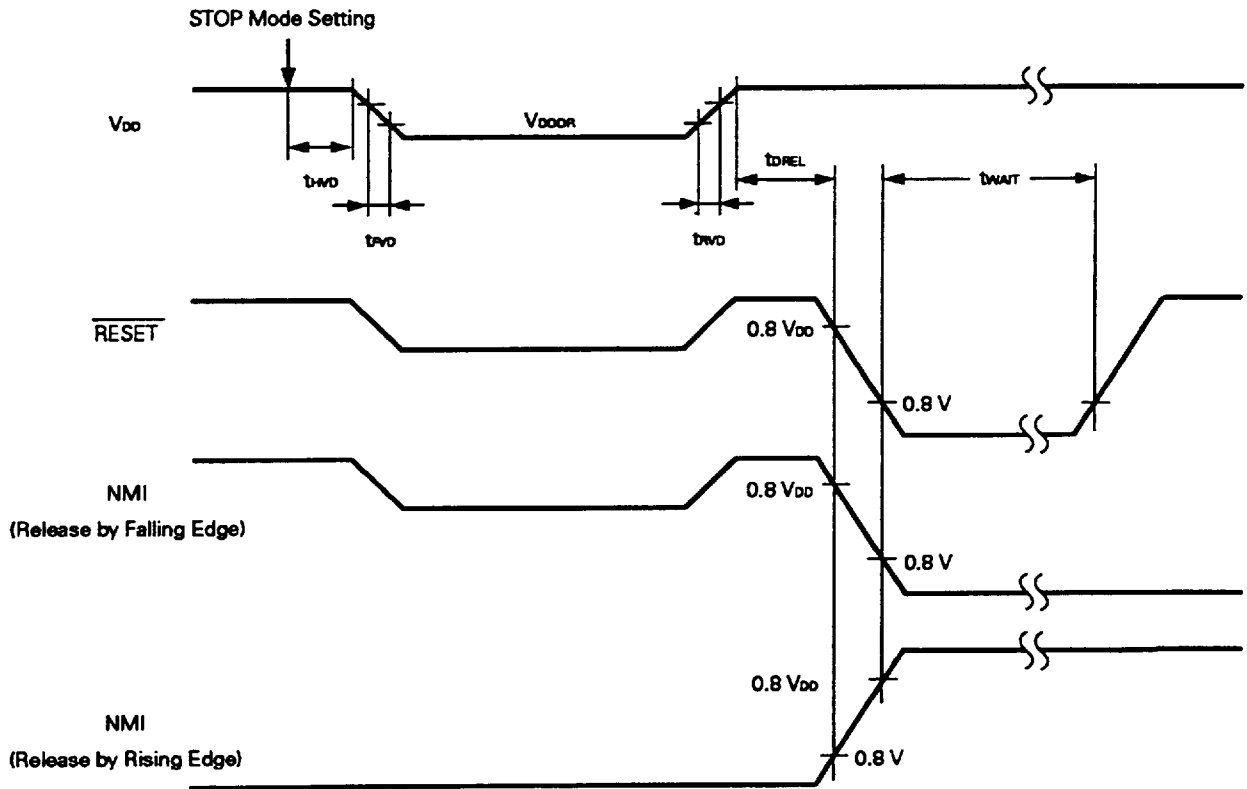 STOP Mode Setting
VDD
VDDDR
tHVD
tFVD
tRVD
tDREL
tWAIT
RESET
0.8 VDD
0.8 V
NMI
(Release by Falling Edge)
0.8 VDD
0.8 V
NMI
(Release by Rising Edge)
0.8 VDD
0.8 V